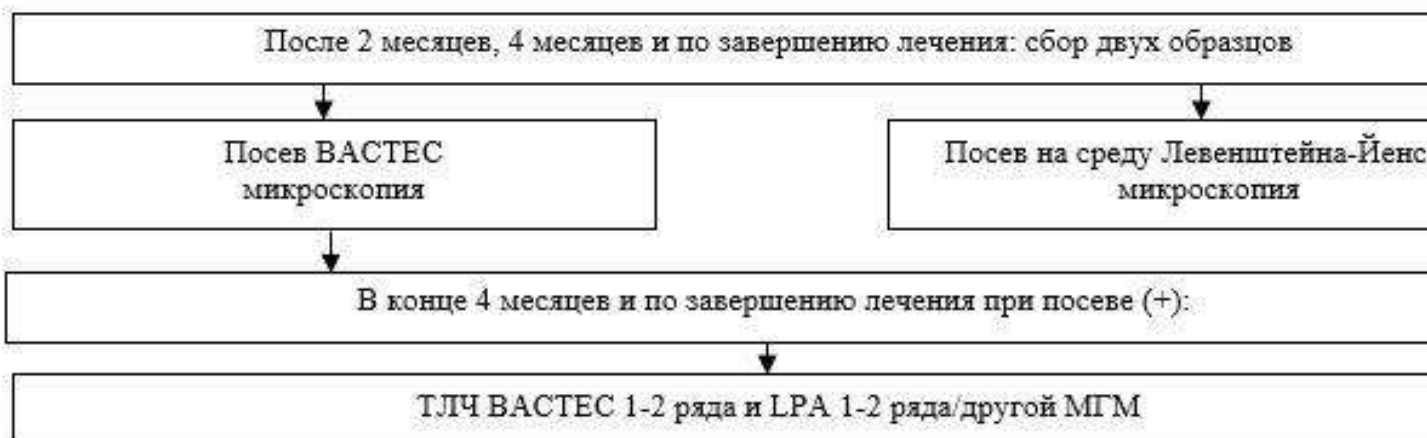 После 2 месяцев, 4 месяцев и по завершению лечения: сбор двух образцов
Посев BACTEC
микроскопия
Посев на среду Левенштейна-Йенс
микроскопия
В конце 4 месяцев и по завершению лечения при посеве (+):
ТЛЧ BACTEC 1-2 ряда и LPA 1-2 ряда/другой МГМ